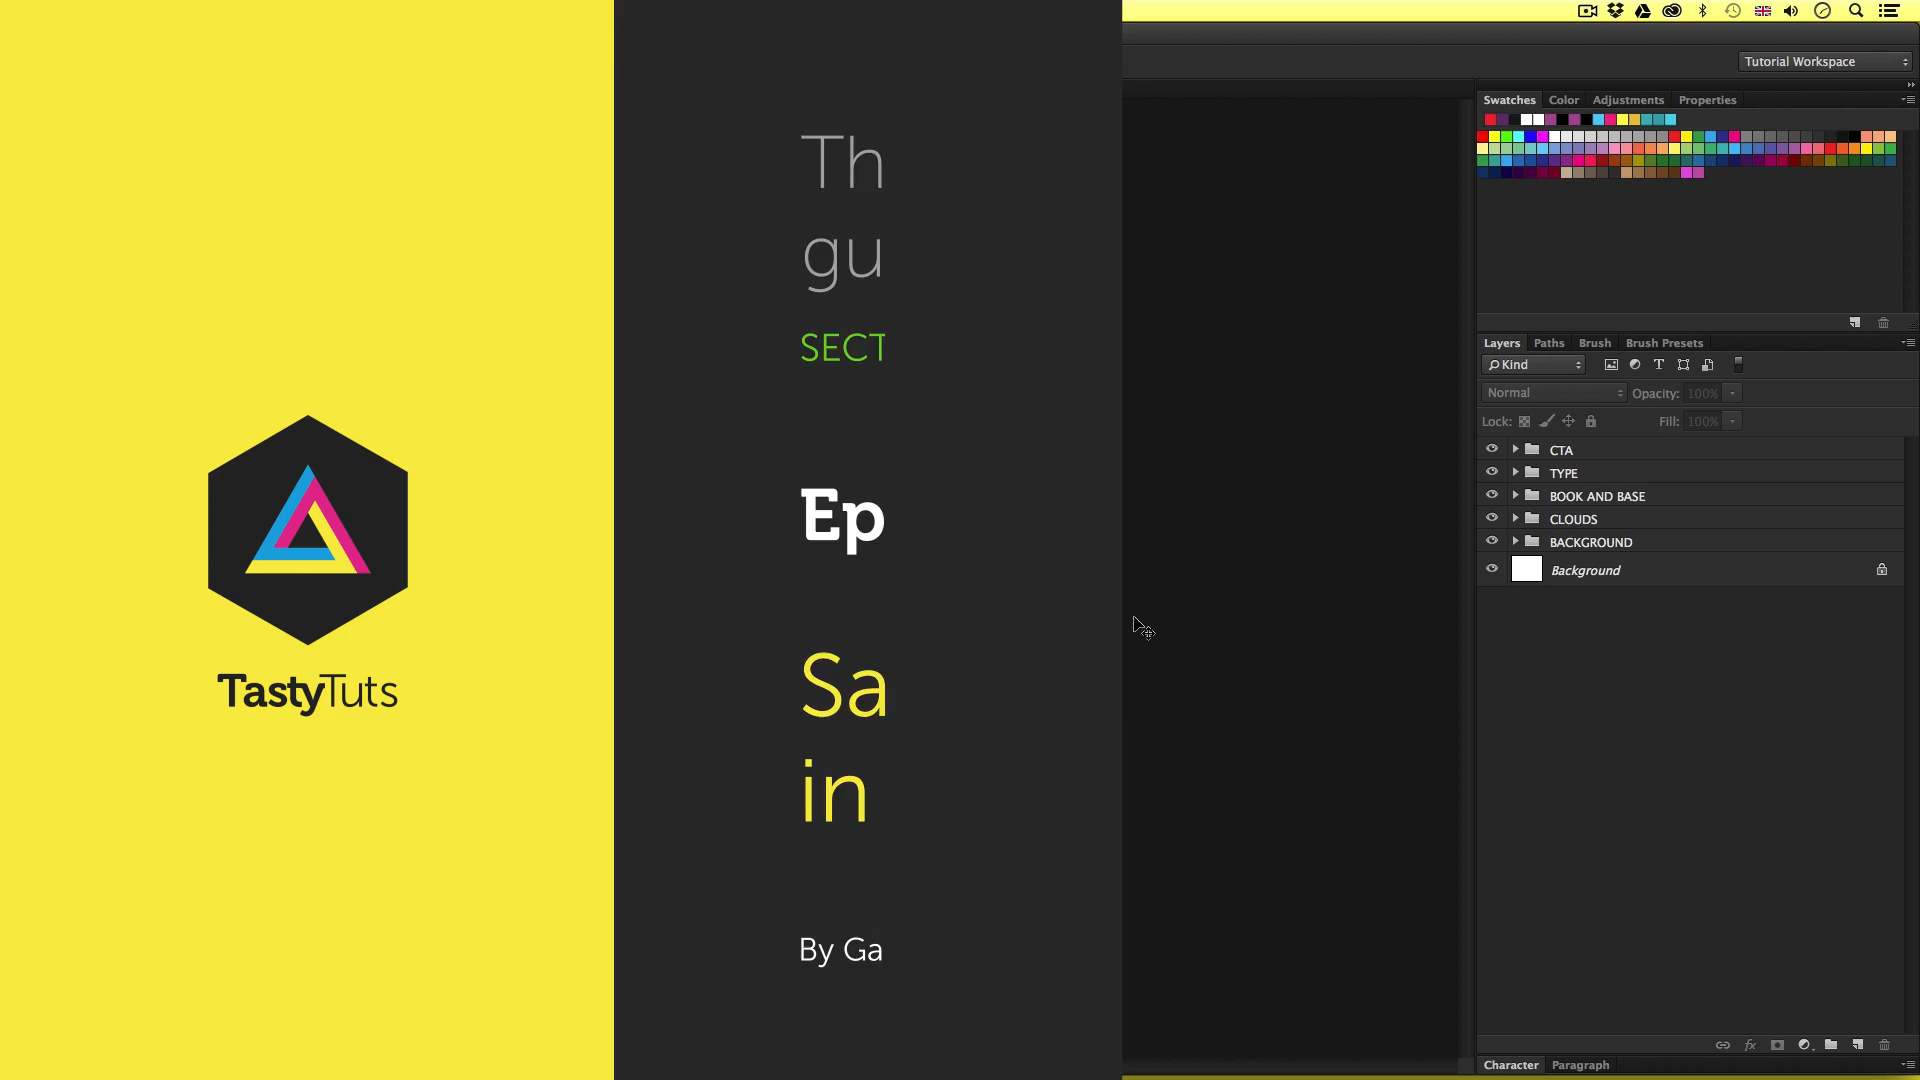 TastyTuts
Th
gu
SECT
Ep
Sa
in
By Ga
Tutorial Workspace
Swatches Color Adjustments Properties
Layers Paths Brush Brush Presets
Kind
Normal Opacity: 100%
Lock: Fill: 100%
CTA
TYPE
BOOK AND BASE
CLOUDS
BACKGROUND
Background
fx
Character Paragraph